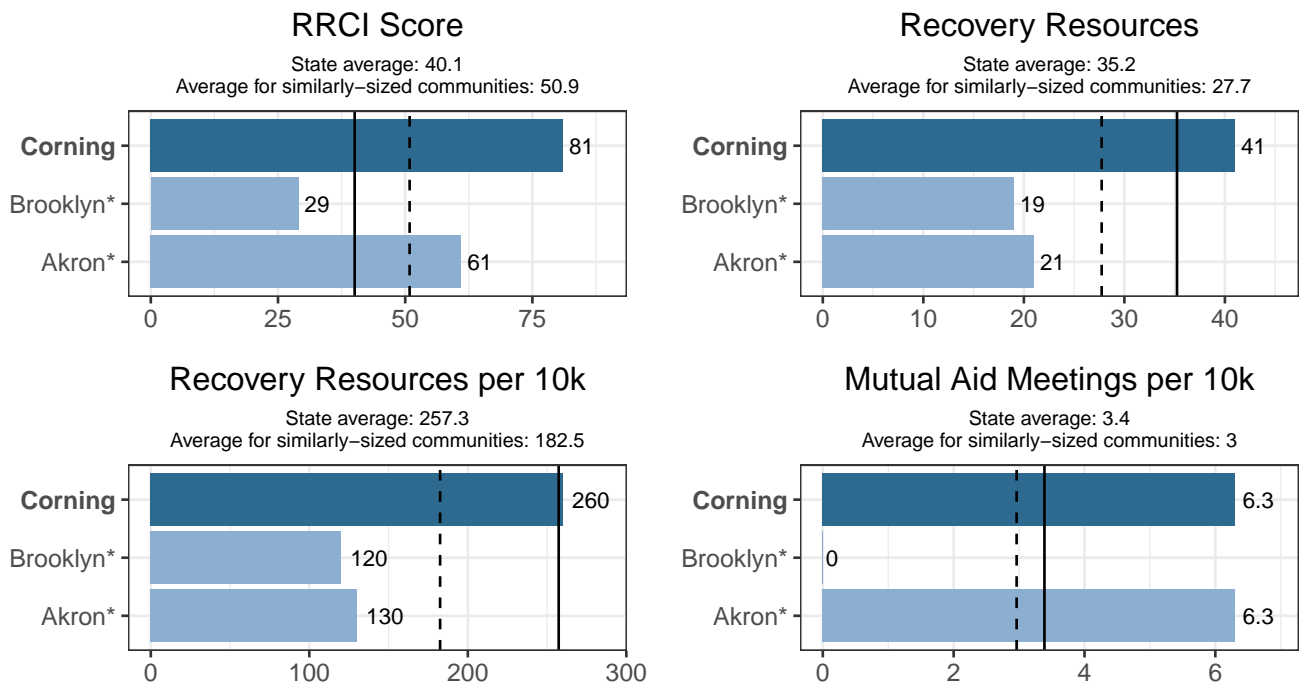 RRCI Score
State average: 40.1
Average for similarly−sized communities: 50.9
Corning
81
Brooklyn*
29
Akron*
61
0 25 50 75
Recovery Resources
State average: 35.2
Average for similarly−sized communities: 27.7
Corning
41
Brooklyn*
19
Akron*
21
0 10 20 30 40
Recovery Resources per 10k
State average: 257.3
Average for similarly−sized communities: 182.5
Corning
260
Brooklyn*
120
Akron*
130
0 100 200 300
Mutual Aid Meetings per 10k
State average: 3.4
Average for similarly−sized communities: 3
Corning
6.3
Brooklyn*
0
Akron*
6.3
0 2 4 6